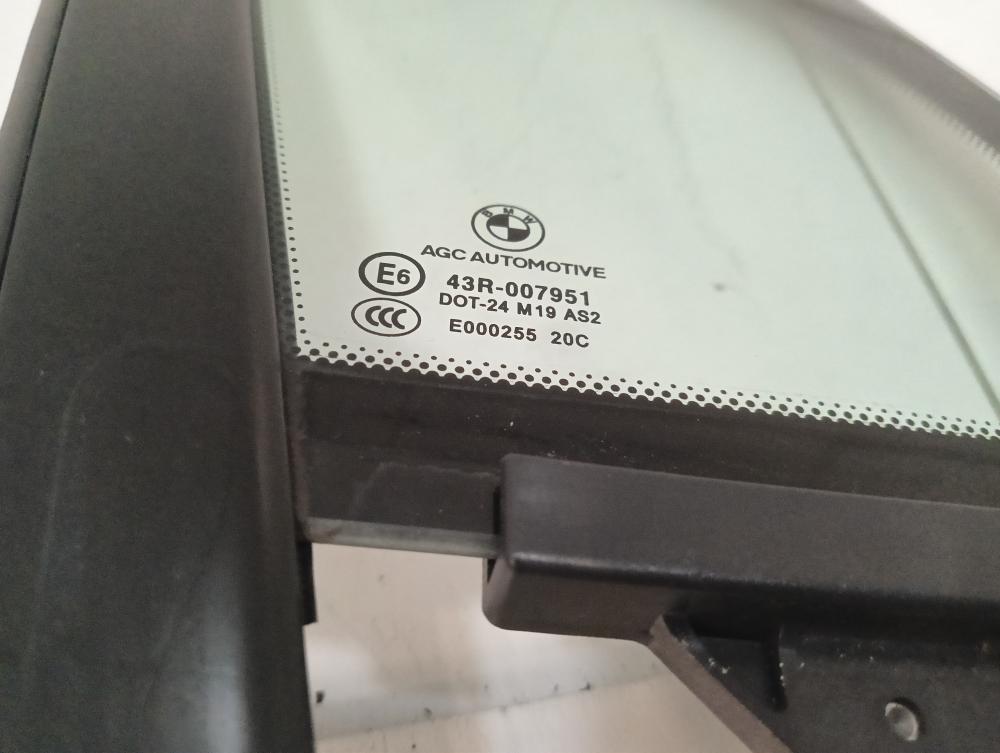 BMW
AGC AUTOMOTIVE
E6
43R-007951
DOT-24 M19 AS2
CCC
E000255 20C